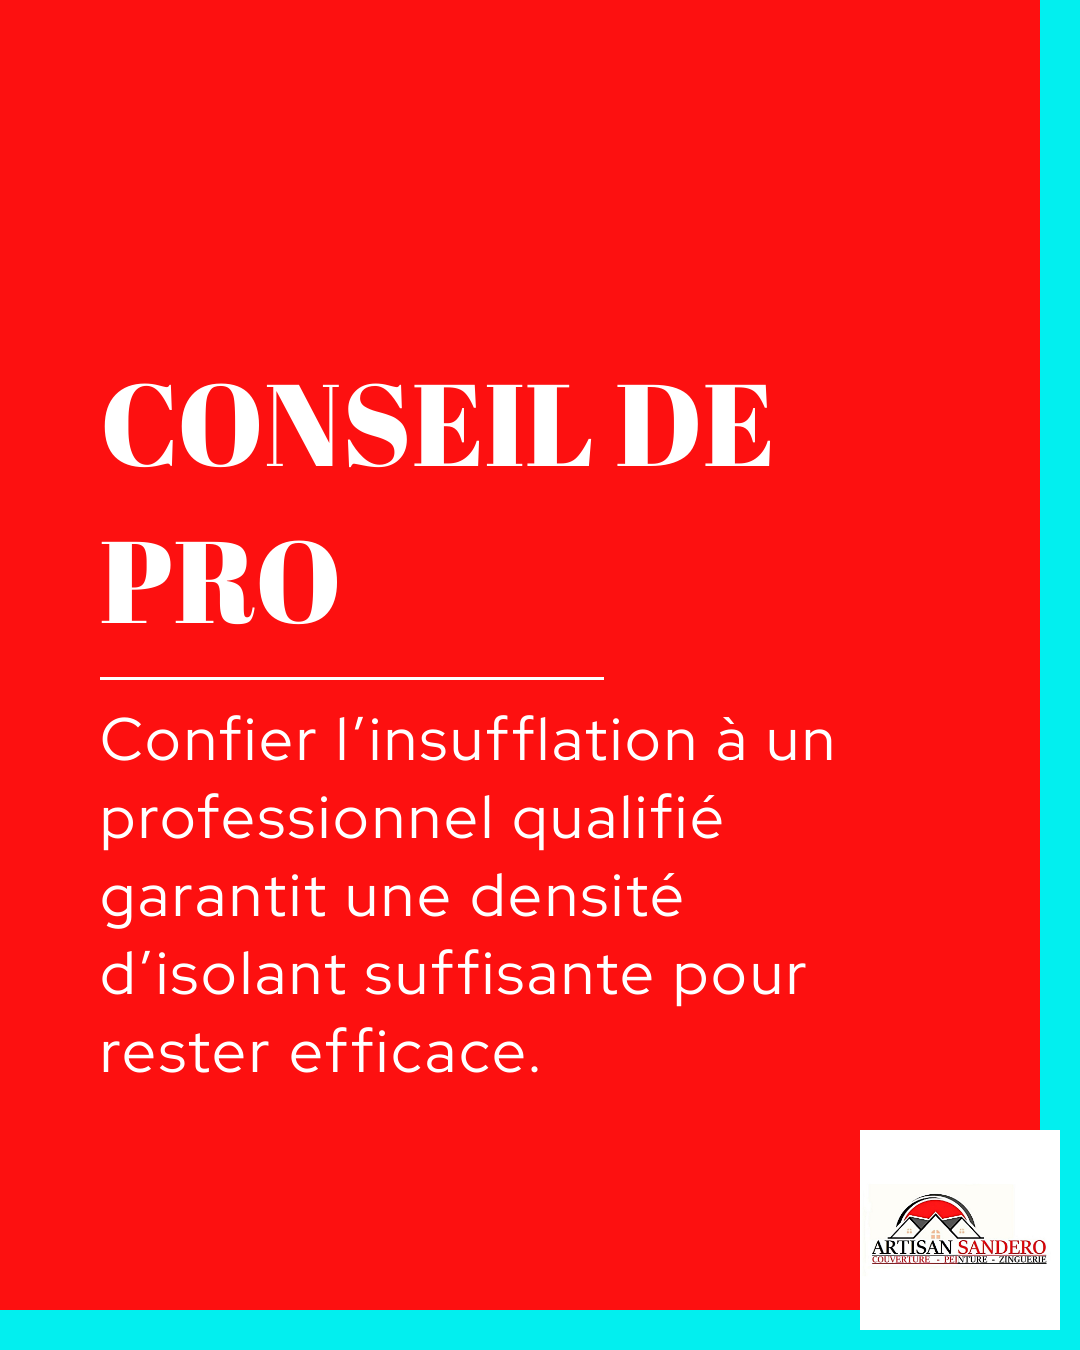 CONSEIL DE
PRO
Confier l’insufflation à un
professionnel qualifié
garantit une densité
d’isolant suffisante pour
rester efficace.
ARTISAN SANDERO
COUVERTURE - PEINTURE - ZINGUERIE